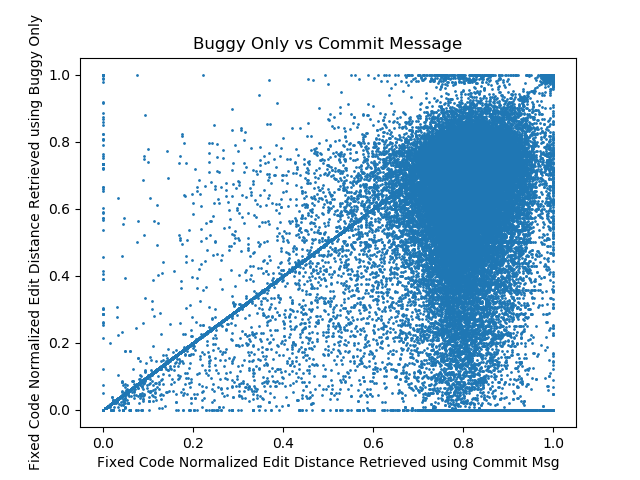 Buggy Only vs Commit Message
Fixed Code Normalized Edit Distance Retrieved using Buggy Only
1.0
0.8
0.6
0.4
0.2
0.0
0.0 0.2 0.4 0.6 0.8 1.0
Fixed Code Normalized Edit Distance Retrieved using Commit Msg